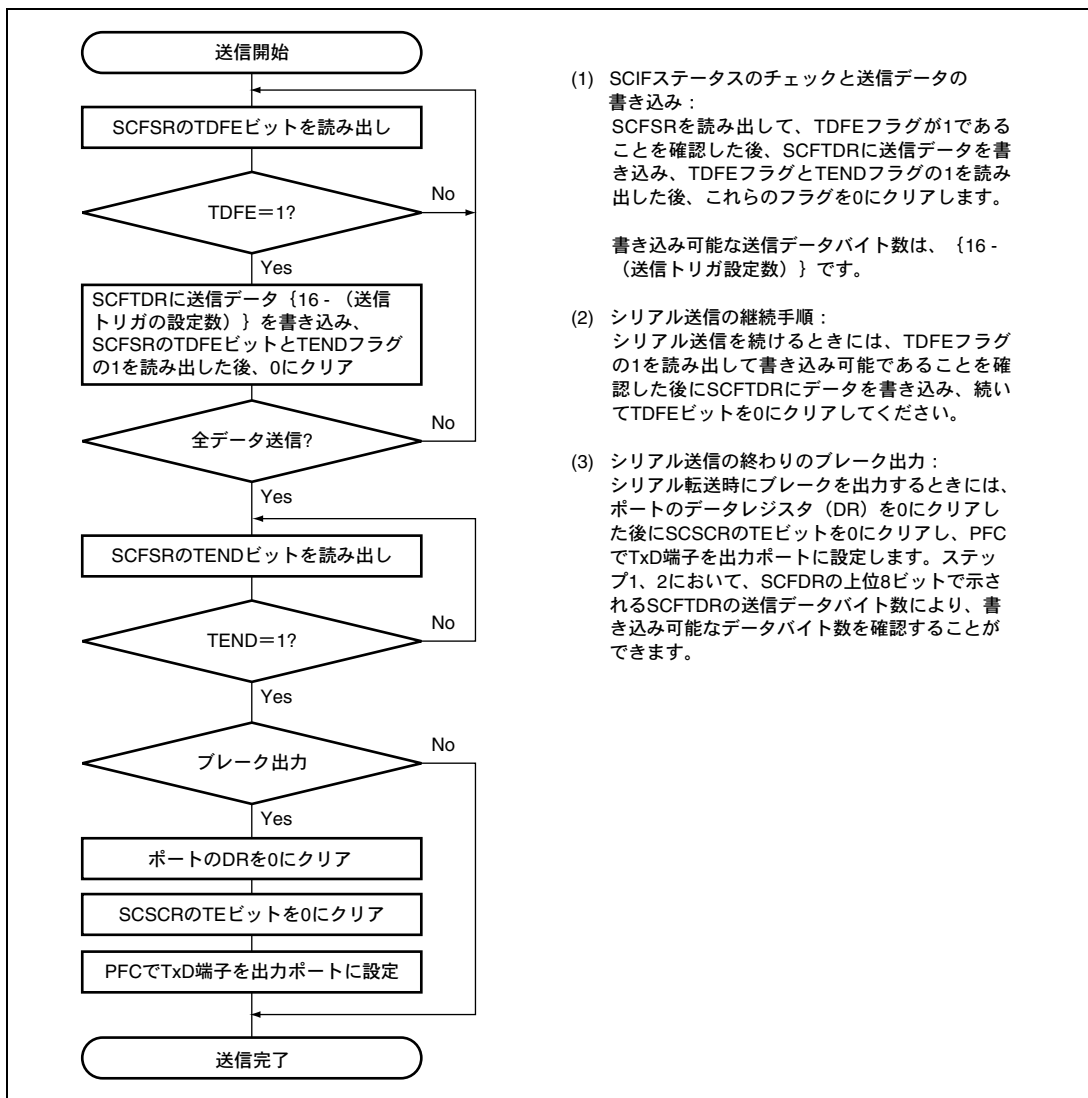 送信開始
SCFSRのTDFEビットを読み出し
TDFE＝1?
No
Yes
SCFTDRに送信データ｛16 - （送信
トリガの設定数）｝を書き込み、
SCFSRのTDFEビットとTENDフラグ
の1を読み出した後、0にクリア
全データ送信?
No
Yes
SCFSRのTENDビットを読み出し
TEND＝1?
No
Yes
ブレーク出力
No
Yes
ポートのDRを0にクリア
SCSCRのTEビットを0にクリア
PFCでTxD端子を出力ポートに設定
送信完了
(1) SCIFステータスのチェックと送信データの
書き込み：
SCFSRを読み出して、TDFEフラグが1である
ことを確認した後、SCFTDRに送信データを書
き込み、TDFEフラグとTENDフラグの1を読み
出した後、これらのフラグを0にクリアします。
書き込み可能な送信データバイト数は、｛16 -
（送信トリガ設定数）｝です。
(2) シリアル送信の継続手順：
シリアル送信を続けるときには、TDFEフラグ
の1を読み出して書き込み可能であることを確
認した後にSCFTDRにデータを書き込み、続い
てTDFEビットを0にクリアしてください。
(3) シリアル送信の終わりのブレーク出力：
シリアル転送時にブレークを出力するときには、
ポートのデータレジスタ（DR）を0にクリアし
た後にSCSCRのTEビットを0にクリアし、PFC
でTxD端子を出力ポートに設定します。ステッ
プ1、2において、SCFDRの上位8ビットで示さ
れるSCFTDRの送信データバイト数により、書
き込み可能なデータバイト数を確認することが
できます。